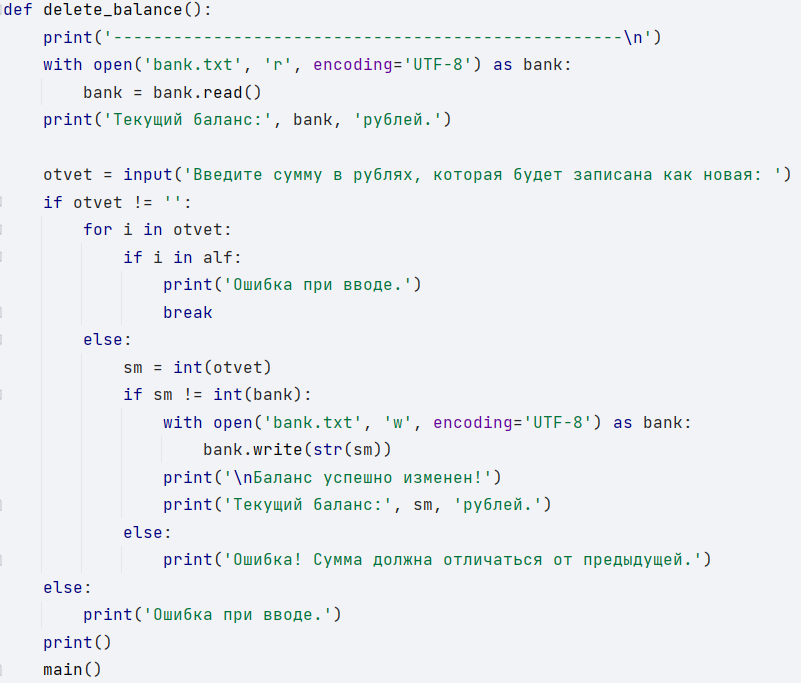 def delete_balance():
    print('---------------------------------------------------\n')
    with open('bank.txt', 'r', encoding='UTF-8') as bank:
        bank = bank.read()
    print('Текущий баланс:', bank, 'рублей.')

    otvet = input('Введите сумму в рублях, которая будет записана как новая: ')
    if otvet != '':
        for i in otvet:
            if i in alf:
                print('Ошибка при вводе.')
                break
        else:
            sm = int(otvet)
            if sm != int(bank):
                with open('bank.txt', 'w', encoding='UTF-8') as bank:
                    bank.write(str(sm))
                print('\nБаланс успешно изменен!')
                print('Текущий баланс:', sm, 'рублей.')
            else:
                print('Ошибка! Сумма должна отличаться от предыдущей.')
    else:
        print('Ошибка при вводе.')
    print()
    main()